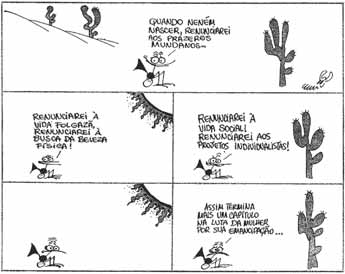 QUANDO NENÉM
NASCER, RENUNCIAREI
AOS PRAZERES
MUNDANOS...
RENUNCIAREI À
VIDA FOLGAZÃ,
RENUNCIAREI À
BUSCA DA BELEZA
FÍSICA!
RENUNCIAREI À
VIDA SOCIAL!
RENUNCIAREI AOS
PROJETOS INDIVIDUALISTAS!
ASSIM TERMINA
MAIS UM CAPÍTULO
NA LUTA DA MULHER
POR SUA EMANCIPAÇÃO...